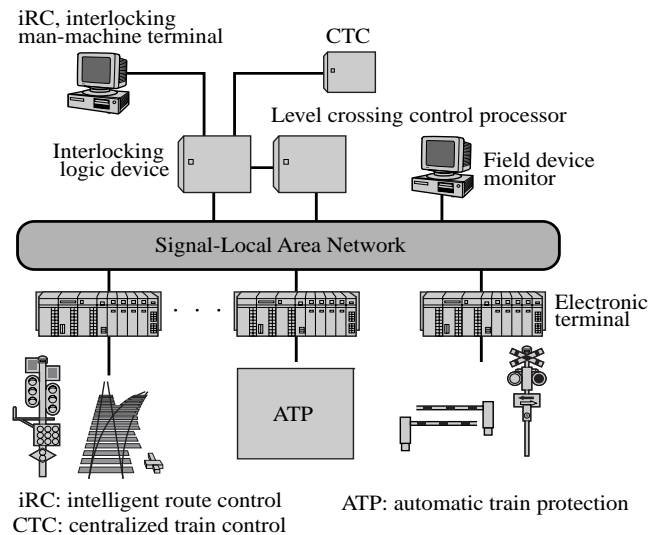 iRC, interlocking
man-machine terminal
CTC
Level crossing control processor
Interlocking
logic device
Field device
monitor
Signal-Local Area Network
. . .
Electronic
terminal
ATP
iRC: intelligent route control
ATP: automatic train protection
CTC: centralized train control